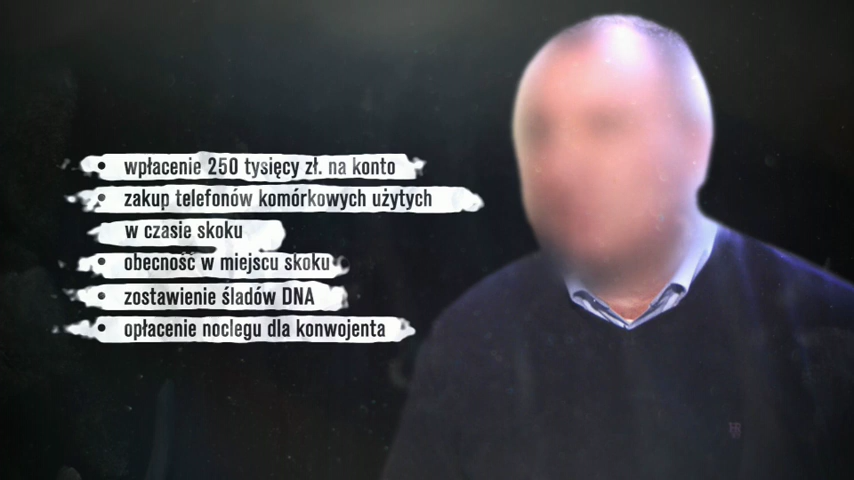 • wpłacenie 250 tysięcy zł. na konto
• zakup telefonów komórkowych użytych
w czasie skoku
• obecność w miejscu skoku
• zostawienie śladów DNA
• opłacenie noclegu dla konwojenta